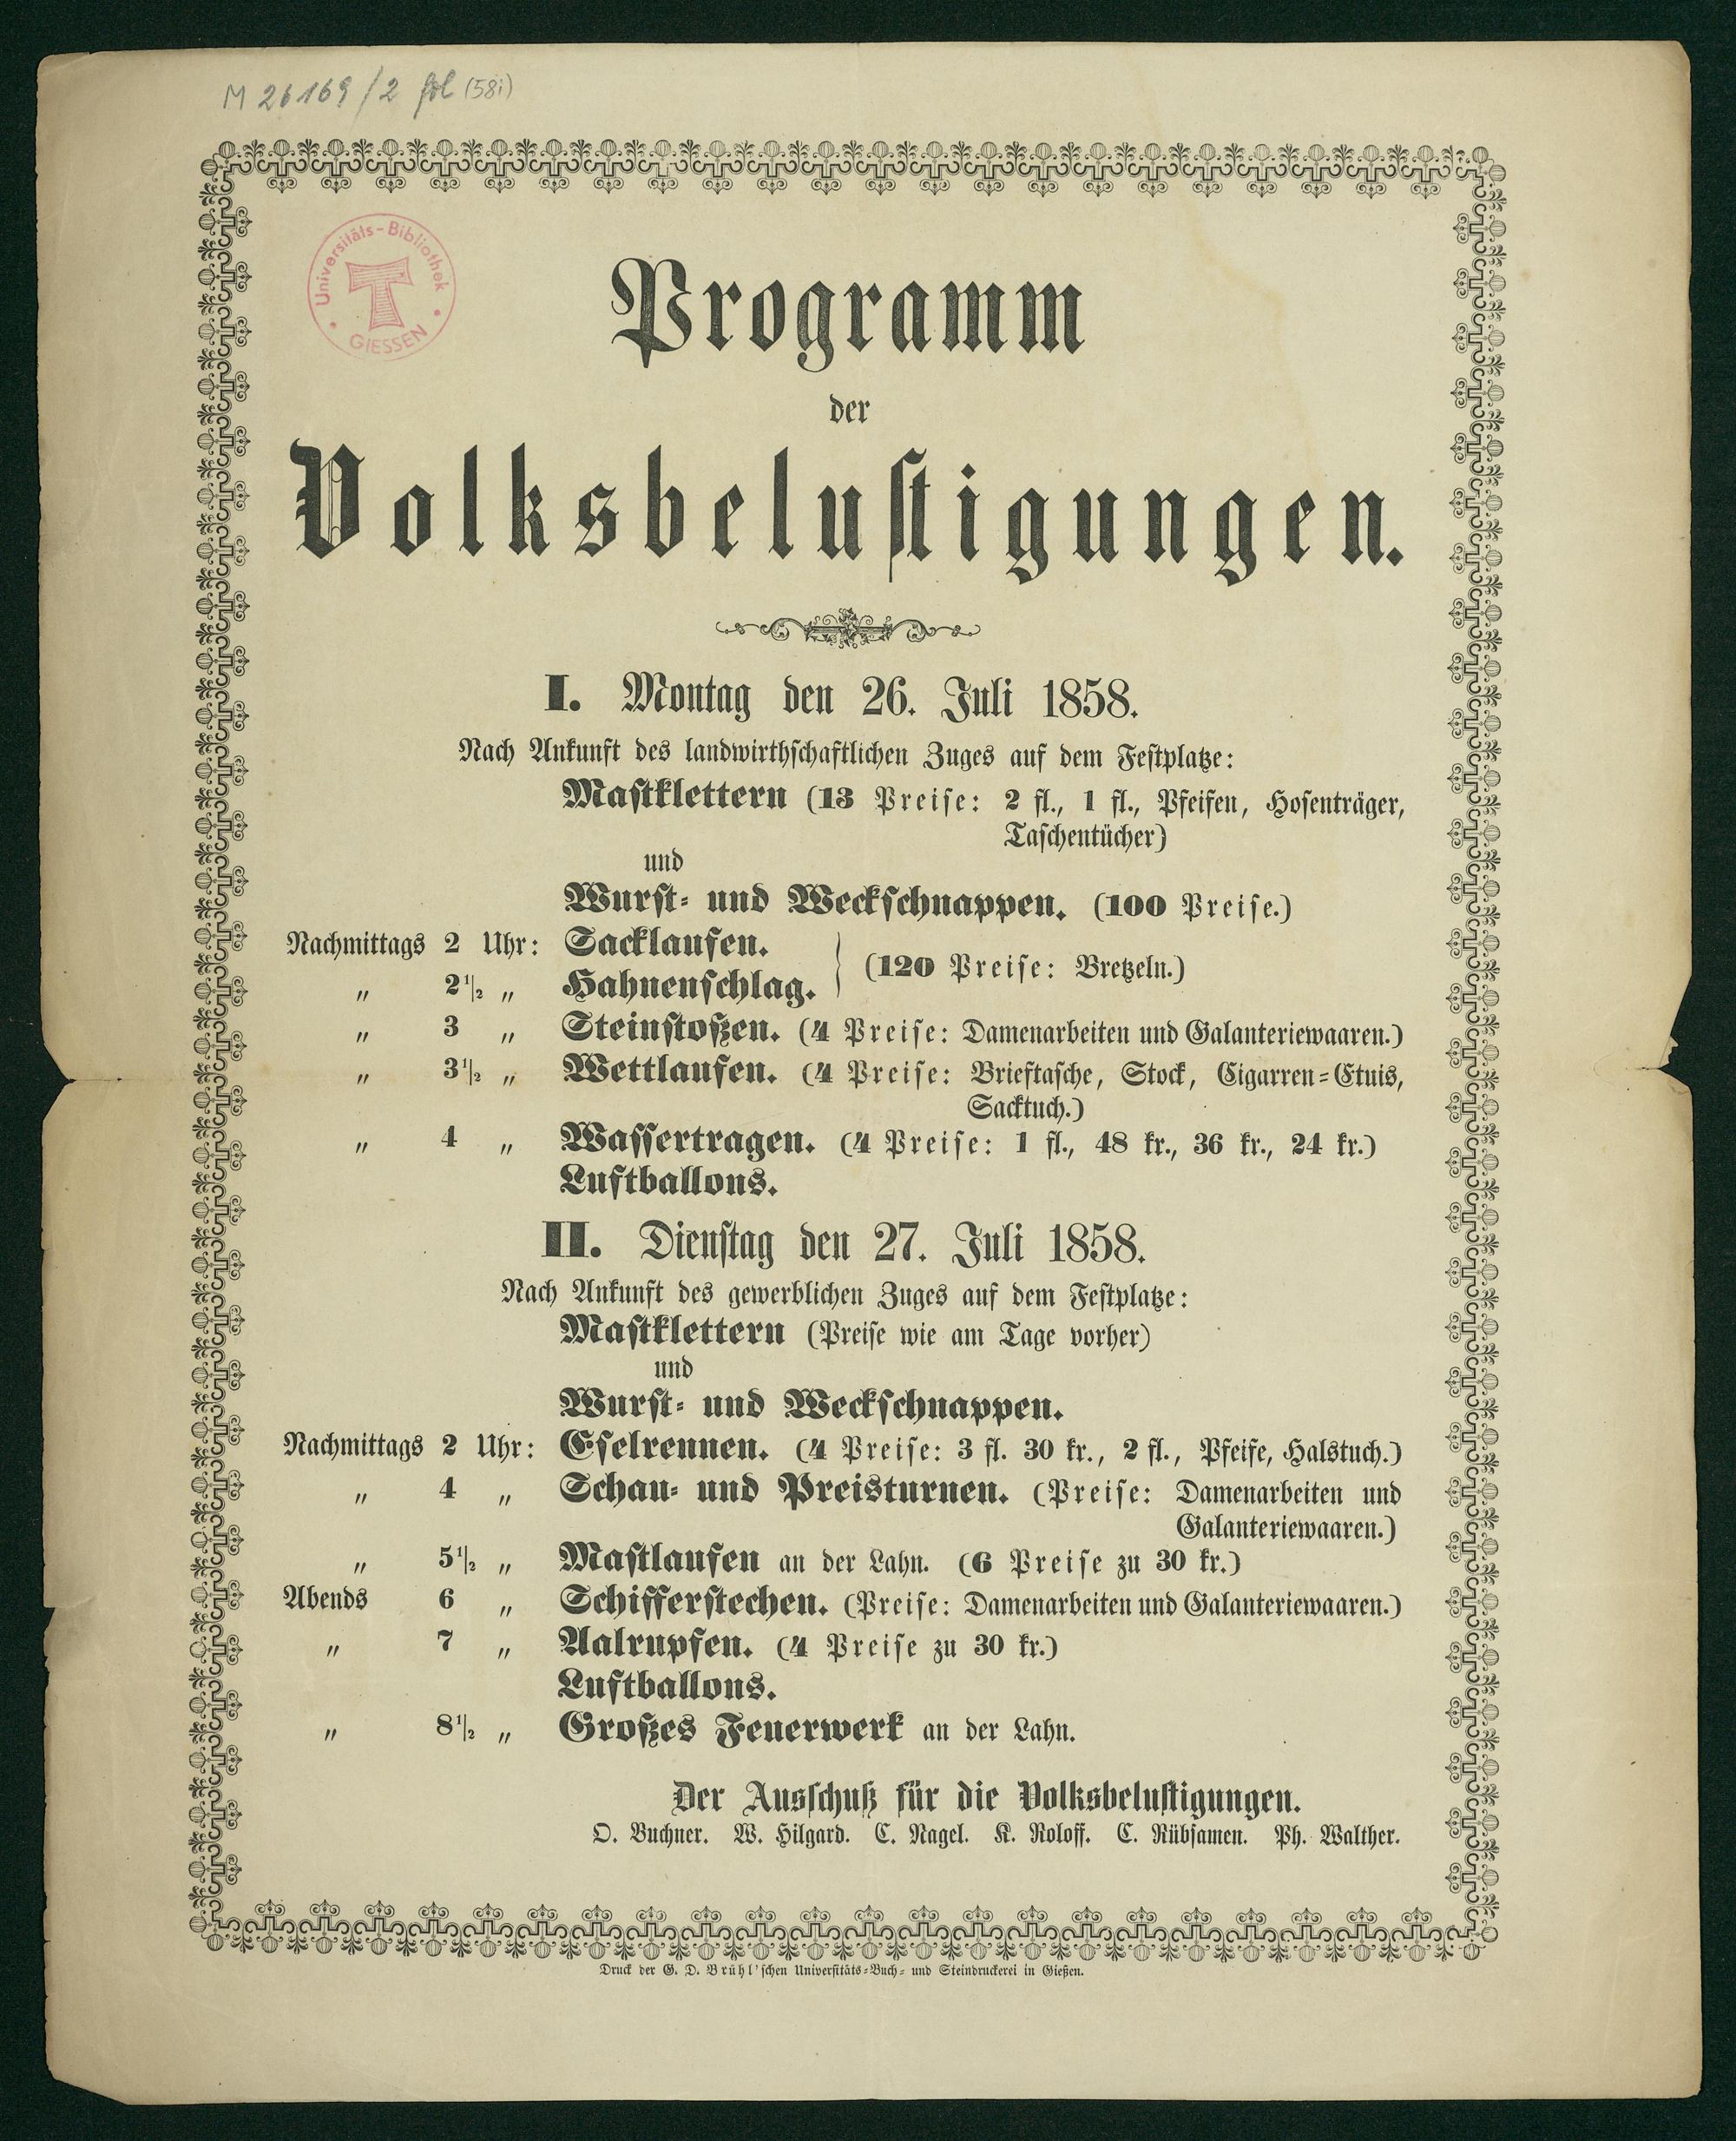 M 26169/2 fol (58i)
Universitäts-Bibliothek
GIESSEN
Programm
der
Volksbelustigungen.
I. Montag den 26. Juli 1858.
Nach Ankunft des landwirthschaftlichen Zuges auf dem Festplatze:
Mastklettern (13 Preise: 2 fl., 1 fl., Pfeifen, Hosenträger,
Taschentücher)
und
Wurst- und Weckschnappen. (100 Preise.)
Nachmittags 2 Uhr: Sacklaufen.
(120 Preise: Bretzeln.)
„ 2 1/2 „ Hahnenschlag.
„ 3 „ Steinstoßen. (4 Preise: Damenarbeiten und Galanteriewaaren.)
„ 3 1/2 „ Wettlaufen. (4 Preise: Brieftasche, Stock, Cigarren-Etuis,
Sacktuch.)
„ 4 „ Wassertragen. (4 Preise: 1 fl., 48 kr., 36 kr., 24 kr.)
Luftballons.
II. Dienstag den 27. Juli 1858.
Nach Ankunft des gewerblichen Zuges auf dem Festplatze:
Mastklettern (Preise wie am Tage vorher)
und
Wurst- und Weckschnappen.
Nachmittags 2 Uhr: Eselrennen. (4 Preise: 3 fl. 30 kr., 2 fl., Pfeife, Halstuch.)
„ 4 „ Schau- und Preisturnen. (Preise: Damenarbeiten und
Galanteriewaaren.)
„ 5 1/2 „ Mastlaufen an der Lahn. (6 Preise zu 30 kr.)
Abends 6 „ Schifferstechen. (Preise: Damenarbeiten und Galanteriewaaren.)
„ 7 „ Aalrupfen. (4 Preise zu 30 kr.)
Luftballons.
„ 8 1/2 „ Großes Feuerwerk an der Lahn.
Der Ausschuß für die Volksbelustigungen.
O. Buchner. W. Hilgard. C. Nagel. K. Roloff. C. Rübsamen. Ph. Walther.
Druck der G. D. Brühl'schen Universitäts-Buch- und Steindruckerei in Gießen.